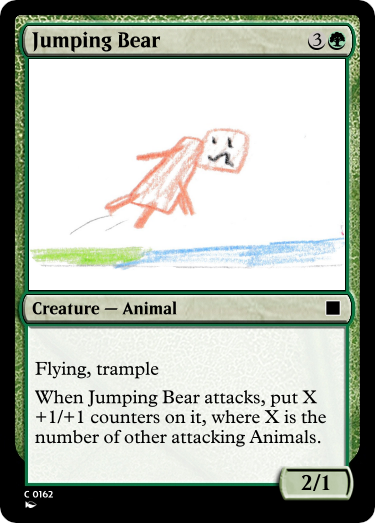 Jumping Bear 3
Creature — Animal
Flying, trample
When Jumping Bear attacks, put X
+1/+1 counters on it, where X is the
number of other attacking Animals.
2/1
C 0162